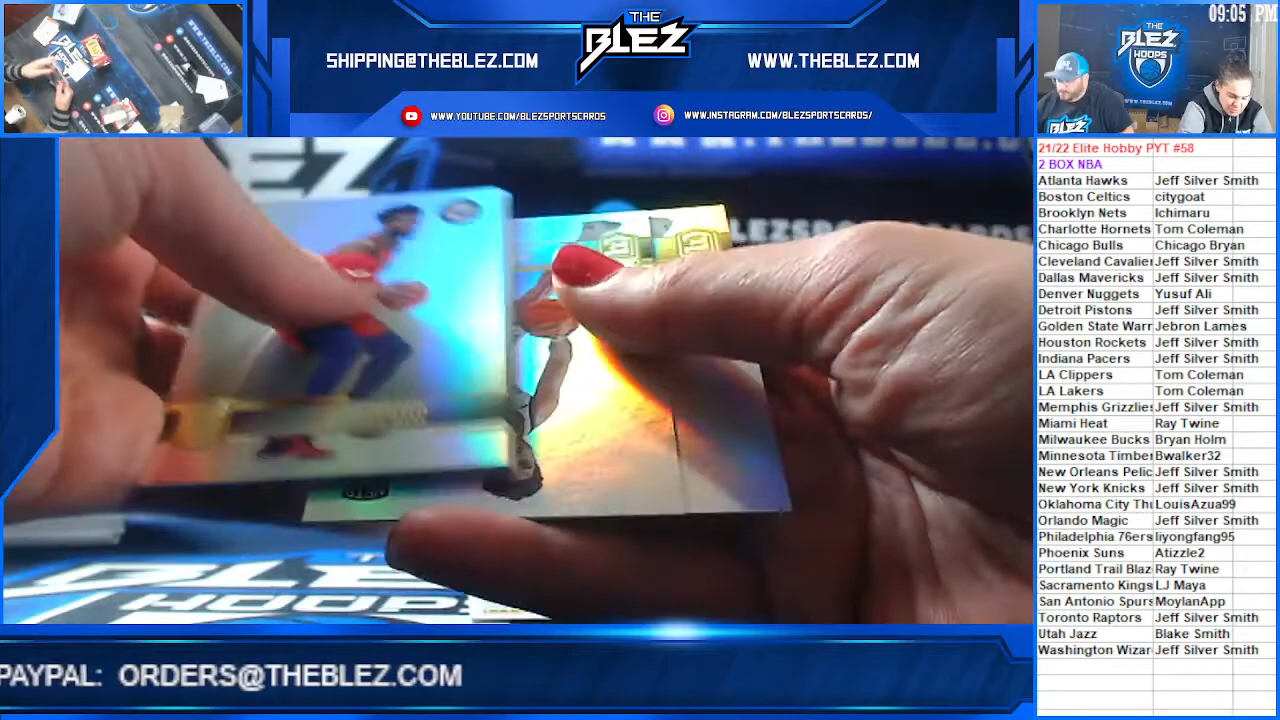 09:05 PM
THE
BLEZ
SHIPPING@THEBLEZ.COM
WWW.THEBLEZ.COM
WWW.YOUTUBE.COM/BLEZSPORTSCARDS
WWW.INSTAGRAM.COM/BLEZSPORTSCARDS/
THE
BLEZ
HOOPS
BLEZ
21/22 Elite Hobby PYT #58
2 BOX NBA
Atlanta Hawks Jeff Silver Smith
Boston Celtics citygoat
Brooklyn Nets Ichimaru
Charlotte Hornets Tom Coleman
Chicago Bulls Chicago Bryan
Cleveland Cavalier Jeff Silver Smith
Dallas Mavericks Jeff Silver Smith
Denver Nuggets Yusuf Ali
Detroit Pistons Jeff Silver Smith
Golden State Warr Jebron Lames
Houston Rockets Jeff Silver Smith
Indiana Pacers Jeff Silver Smith
LA Clippers Tom Coleman
LA Lakers Tom Coleman
Memphis Grizzlies Jeff Silver Smith
Miami Heat Ray Twine
Milwaukee Bucks Bryan Holm
Minnesota Timber Bwalker32
New Orleans Pelic Jeff Silver Smith
New York Knicks Jeff Silver Smith
Oklahoma City Thu LouisAzua99
Orlando Magic Jeff Silver Smith
Philadelphia 76ers liyongfang95
Phoenix Suns Atizzle2
Portland Trail Blaz Ray Twine
Sacramento Kings LJ Maya
San Antonio Spurs MoylanApp
Toronto Raptors Jeff Silver Smith
Utah Jazz Blake Smith
Washington Wizar Jeff Silver Smith
EZ
BLEZSPO
HOOP
PAYPAL: ORDERS@THEBLEZ.COM